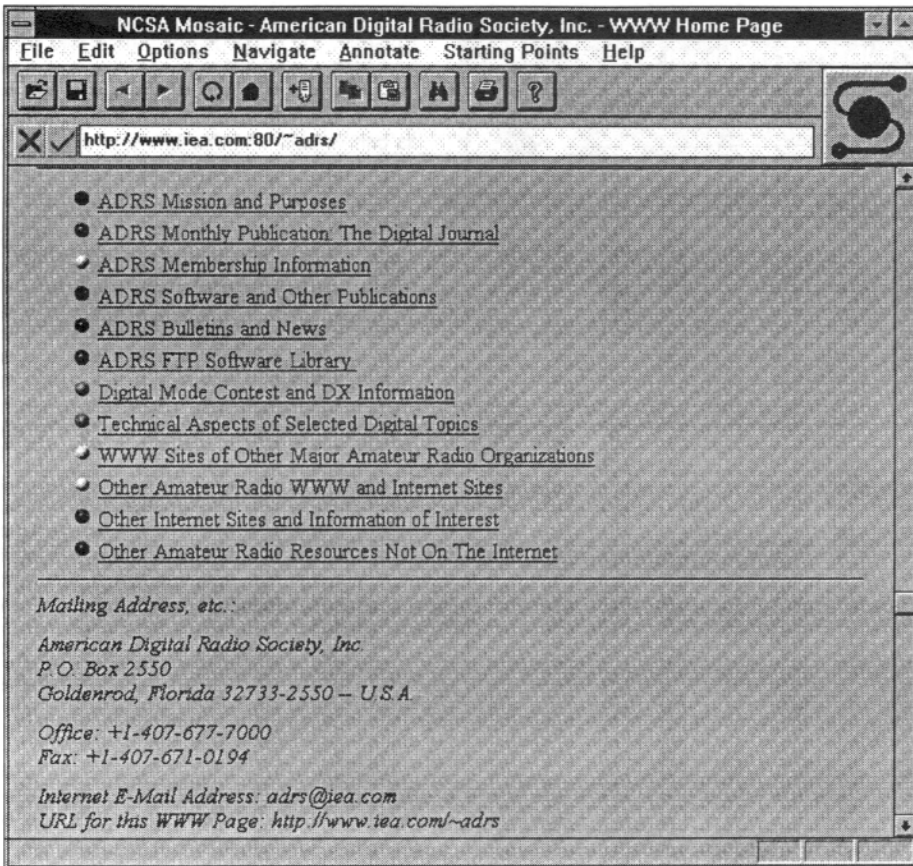 NCSA Mosaic - American Digital Radio Society, Inc. - WWW Home Page
File Edit Options Navigate Annotate Starting Points Help
http://www.iea.com:80/~adrs/
ADRS Mission and Purposes
ADRS Monthly Publication: The Digital Journal
ADRS Membership Information
ADRS Software and Other Publications
ADRS Bulletins and News
ADRS FTP Software Library
Digital Mode Contest and DX Information
Technical Aspects of Selected Digital Topics
WWW Sites of Other Major Amateur Radio Organizations
Other Amateur Radio WWW and Internet Sites
Other Internet Sites and Information of Interest
Other Amateur Radio Resources Not On The Internet
Mailing Address, etc.:
American Digital Radio Society, Inc.
P.O. Box 2550
Goldenrod, Florida 32733-2550 -- U.S.A.
Office: +1-407-677-7000
Fax: +1-407-671-0194
Internet E-Mail Address: adrs@iea.com
URL for this WWW Page: http://www.iea.com/~adrs